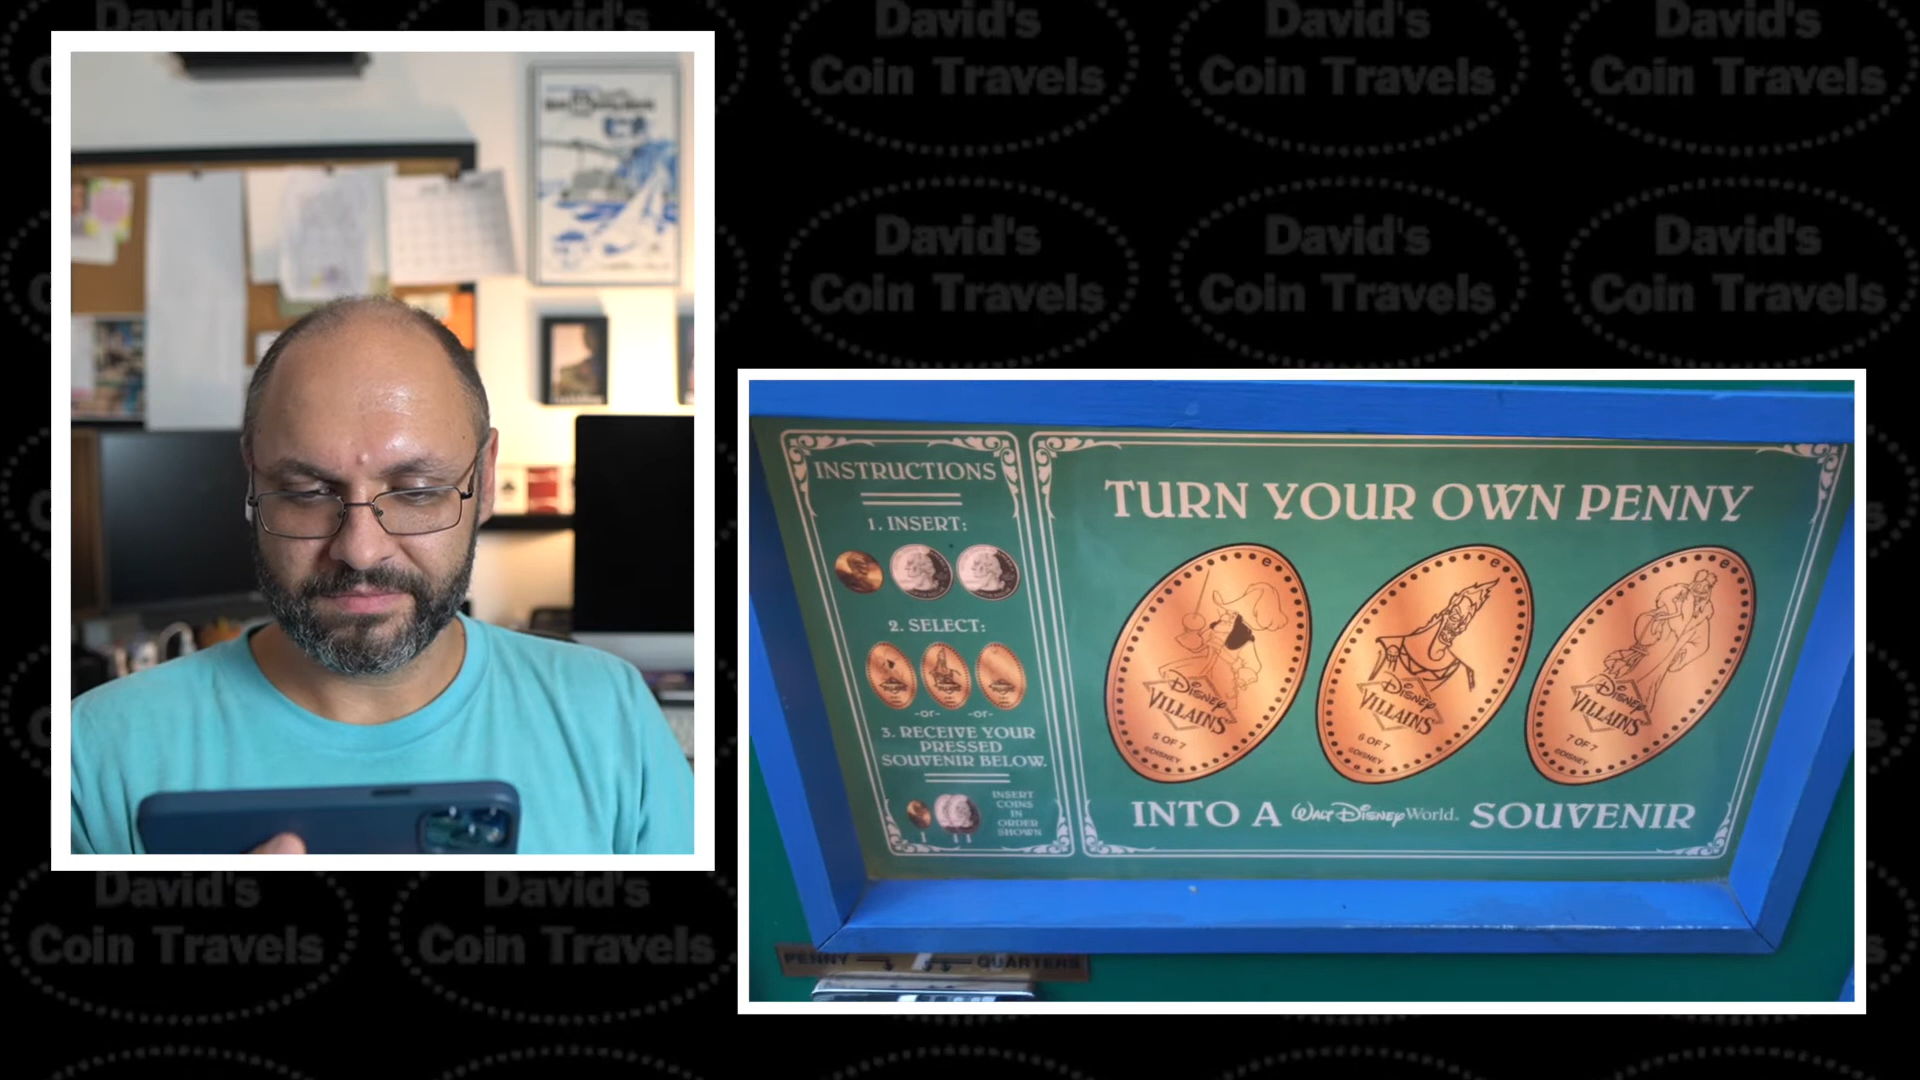 David's
Coin Travels
David's
Coin Travels
David's
Coin Travels
David's
Coin Travels
David's
Coin Travels
David's
Coin Travels
INSTRUCTIONS
1. INSERT:
2. SELECT:
-or- -or-
3. RECEIVE YOUR
PRESSED
SOUVENIR BELOW.
INSERT
COINS
IN
ORDER
SHOWN
TURN YOUR OWN PENNY
DISNEY
VILLAINS
5 OF 7
©DISNEY
DISNEY
VILLAINS
6 OF 7
©DISNEY
DISNEY
VILLAINS
7 OF 7
©DISNEY
INTO A Walt Disney World. SOUVENIR
PENNY QUARTERS
David's
Coin Travels
David's
Coin Travels